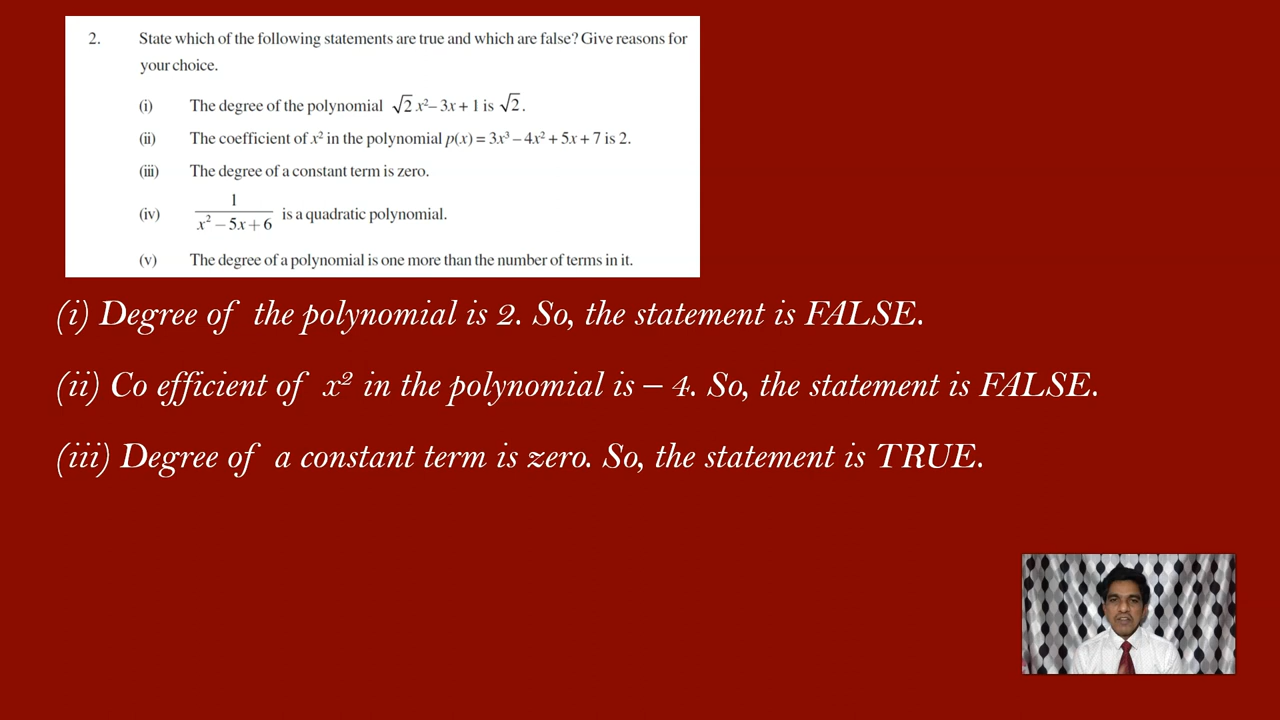 2. State which of the following statements are true and which are false? Give reasons for
your choice.
(i) The degree of the polynomial √2 x² – 3x + 1 is √2.
(ii) The coefficient of x² in the polynomial p(x) = 3x³ – 4x² + 5x + 7 is 2.
(iii) The degree of a constant term is zero.
(iv) 1/(x² – 5x + 6) is a quadratic polynomial.
(v) The degree of a polynomial is one more than the number of terms in it.
(i) Degree of the polynomial is 2. So, the statement is FALSE.
(ii) Co efficient of x² in the polynomial is – 4. So, the statement is FALSE.
(iii) Degree of a constant term is zero. So, the statement is TRUE.